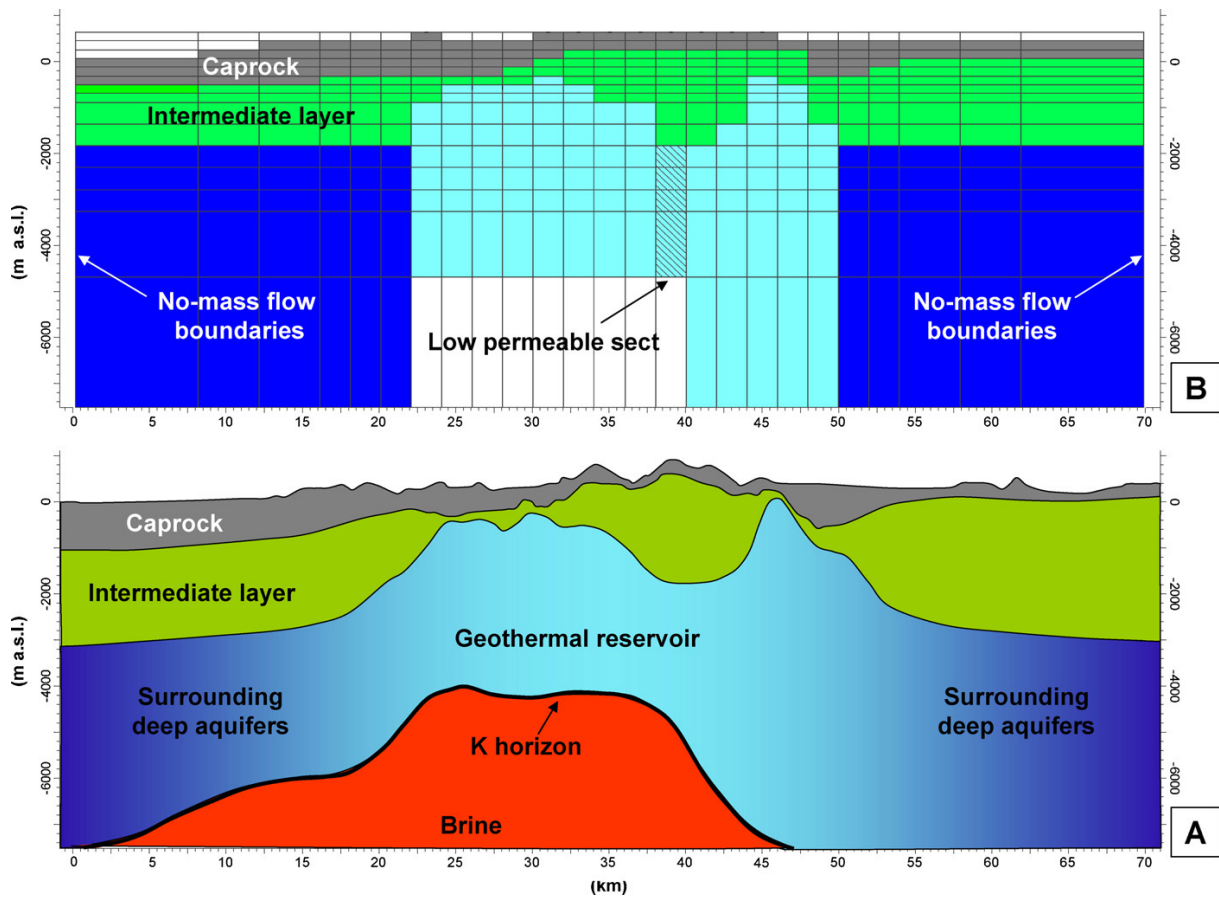 0
-2000
-4000
-6000
(m a.s.l.)
Caprock
Intermediate layer
No-mass flow
boundaries
Low permeable sect
No-mass flow
boundaries
0
-2000
-4000
-6000
B
0 5 10 15 20 25 30 35 40 45 50 55 60 65 70
0
-2000
-4000
-6000
(m a.s.l.)
Caprock
Intermediate layer
Geothermal reservoir
Surrounding
deep aquifers
K horizon
Brine
Surrounding
deep aquifers
0
-2000
-4000
-6000
A
0 5 10 15 20 25 30 35 40 45 50 55 60 65 70
(km)